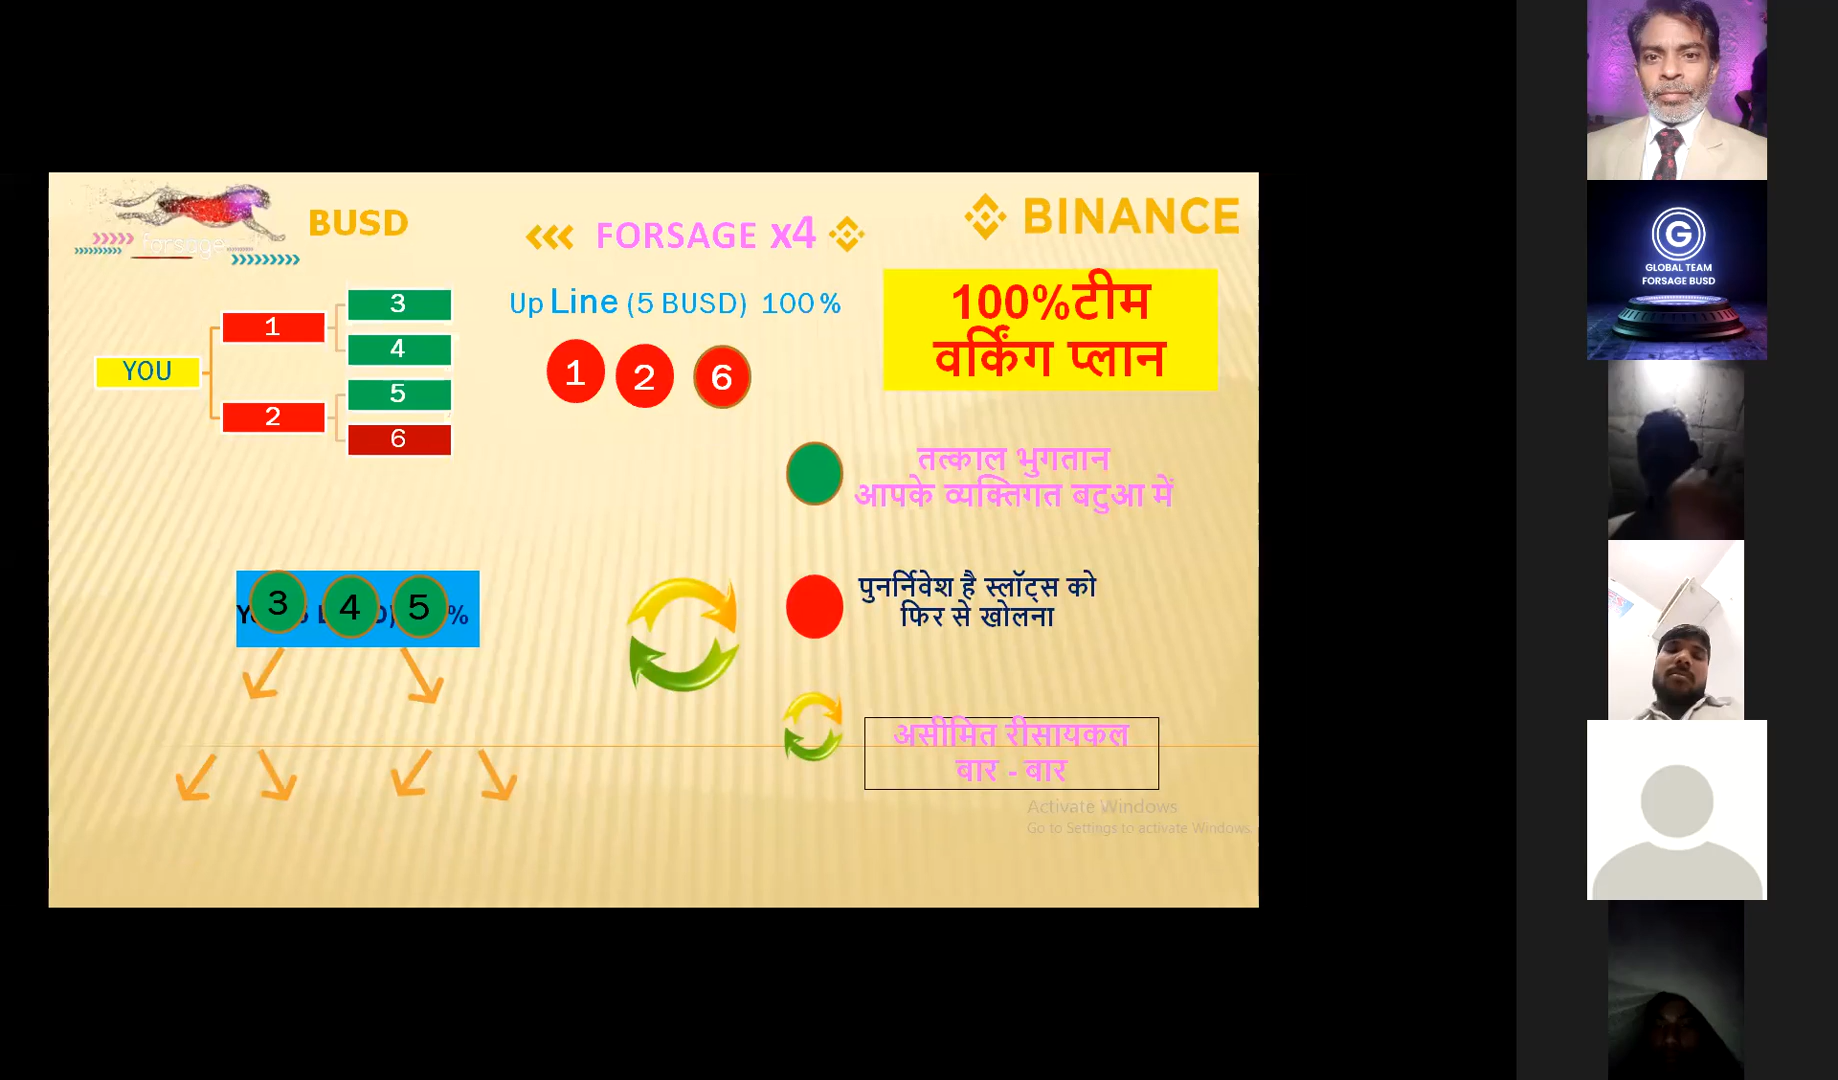 forsage
BUSD
FORSAGE x4
BINANCE
YOU
1
2
3
4
5
6
Up Line (5 BUSD) 100%
1 2 6
100%टीम
वर्किंग प्लान
तत्काल भुगतान
आपके व्यक्तिगत बटुआ में
3 4 5
%
पुनर्निवेश है स्लॉट्स को
फिर से खोलना
असीमित रीसायकल
बार - बार
Activate Windows
Go to Settings to activate Windows.
G
GLOBAL TEAM
FORSAGE BUSD